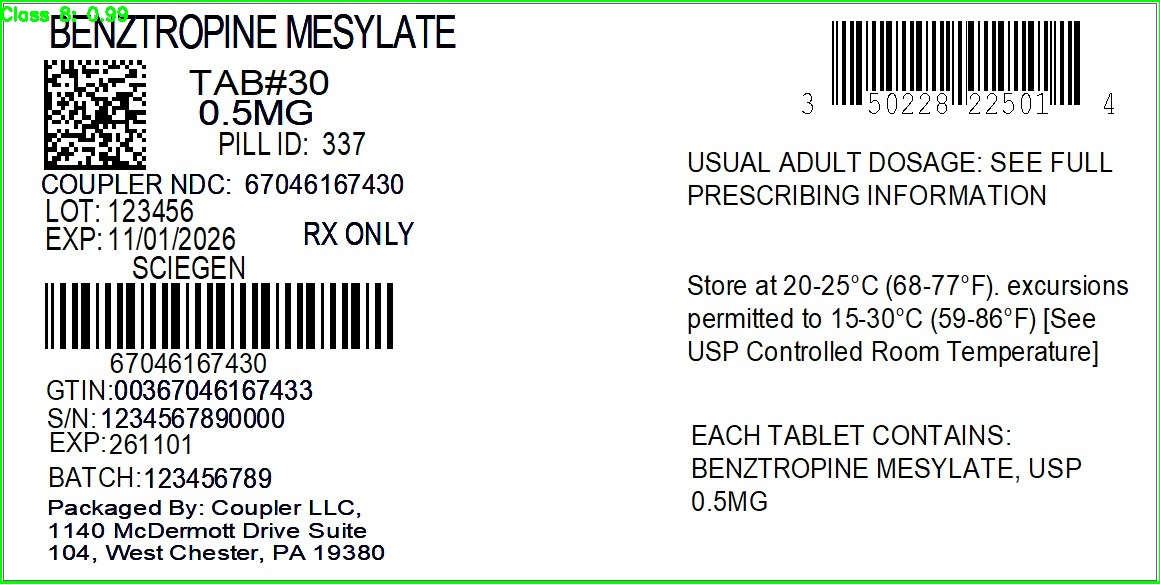 Class 8: 0.99
BENZTROPINE MESYLATE
TAB#30
0.5MG
PILL ID: 337
COUPLER NDC: 67046167430
LOT: 123456
EXP: 11/01/2026
RX ONLY
SCIEGEN
67046167430
GTIN:00367046167433
S/N:1234567890000
EXP:261101
BATCH:123456789
Packaged By: Coupler LLC,
1140 McDermott Drive Suite
104, West Chester, PA 19380
3 50228 22501 4
USUAL ADULT DOSAGE: SEE FULL
PRESCRIBING INFORMATION
Store at 20-25°C (68-77°F). excursions
permitted to 15-30°C (59-86°F) [See
USP Controlled Room Temperature]
EACH TABLET CONTAINS:
BENZTROPINE MESYLATE, USP
0.5MG